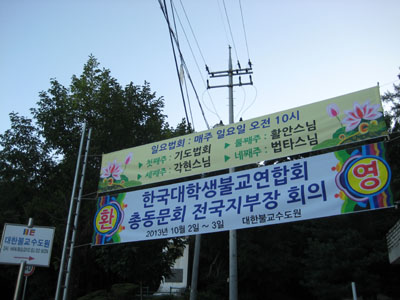 일요법회 : 매주 일요일 오전 10시
▶ 첫째주 : 기도법회 ▶ 둘째주 : 활안스님
▶ 세째주 : 각현스님 ▶ 네째주 : 법타스님
환 한국대학생불교연합회 영
총동문회 전국지부장 회의
2013년 10월 2일 ~ 3일 대한불교수도원
대한불교수도원